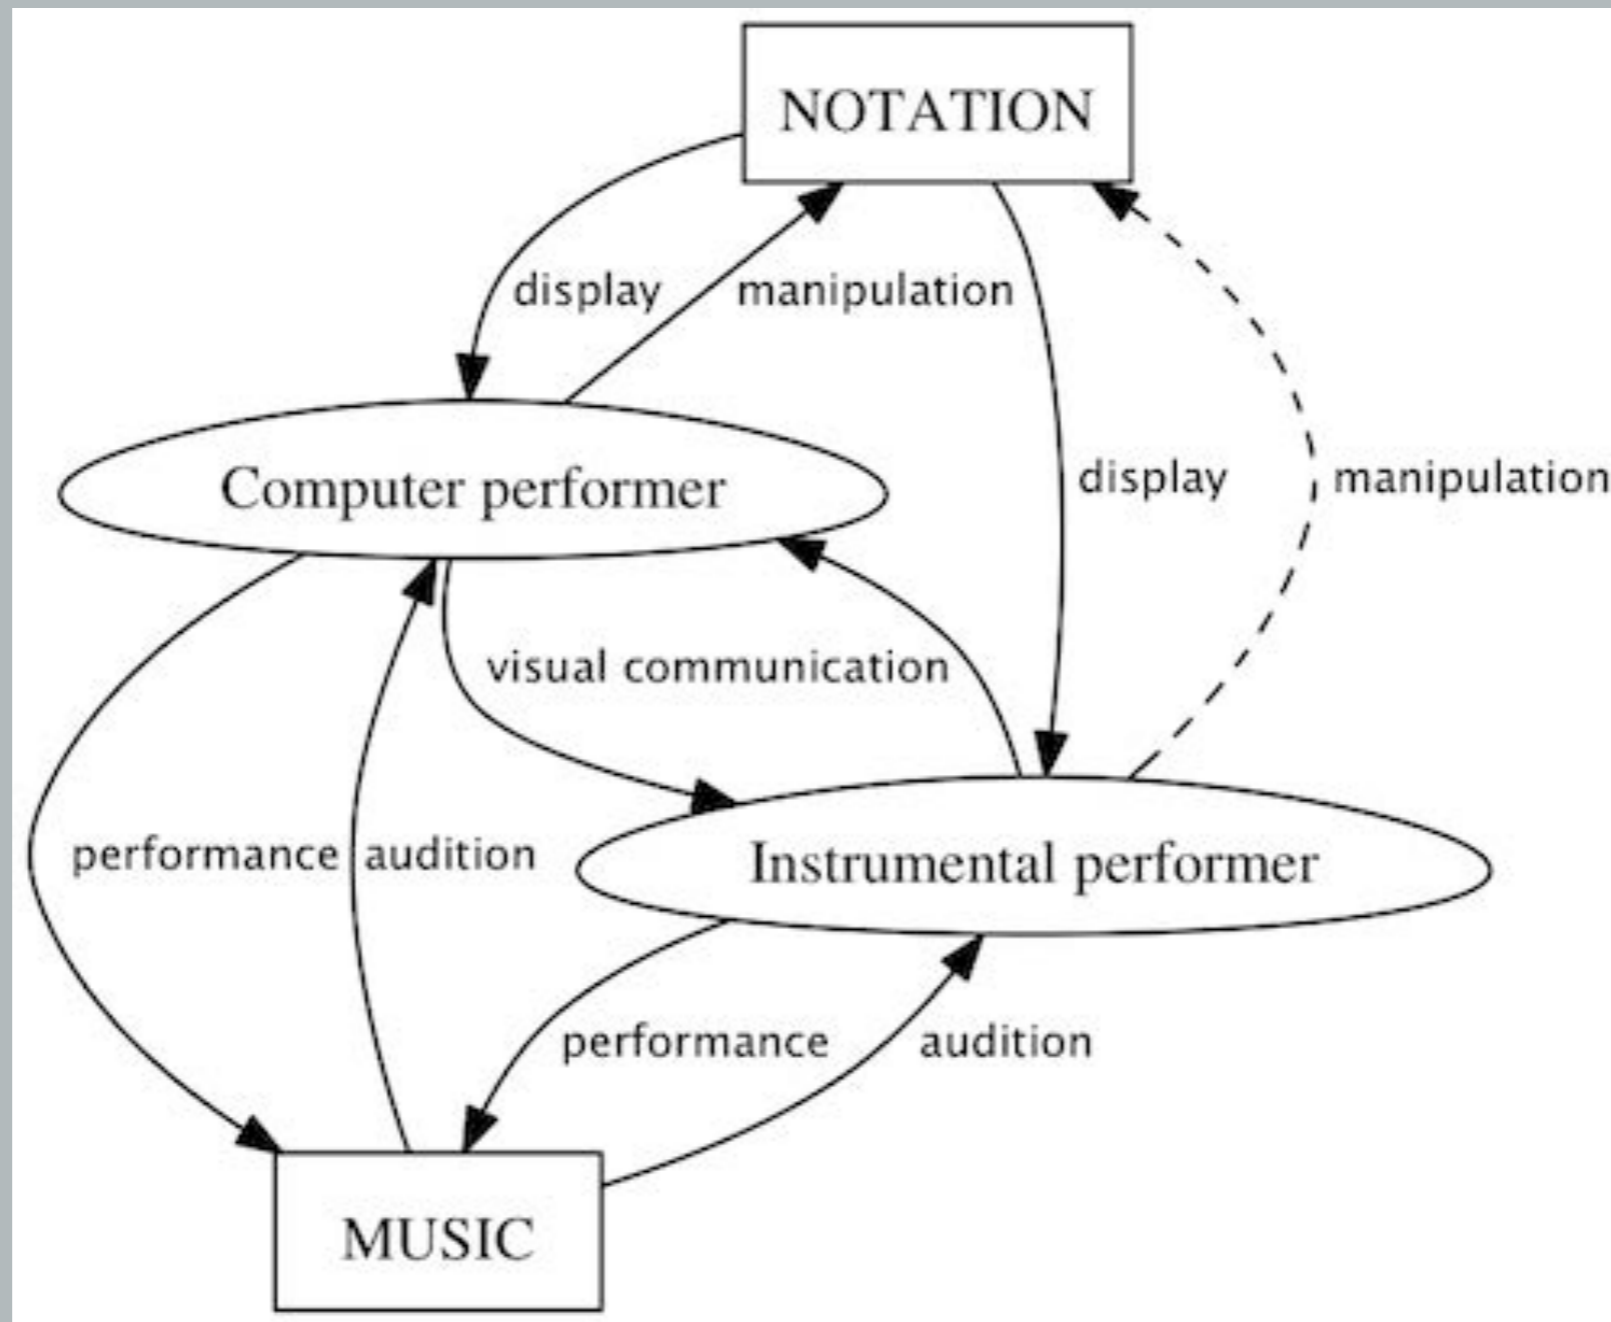 NOTATION
display
manipulation
Computer performer
display
manipulation
visual communication
performance
audition
Instrumental performer
performance
audition
MUSIC